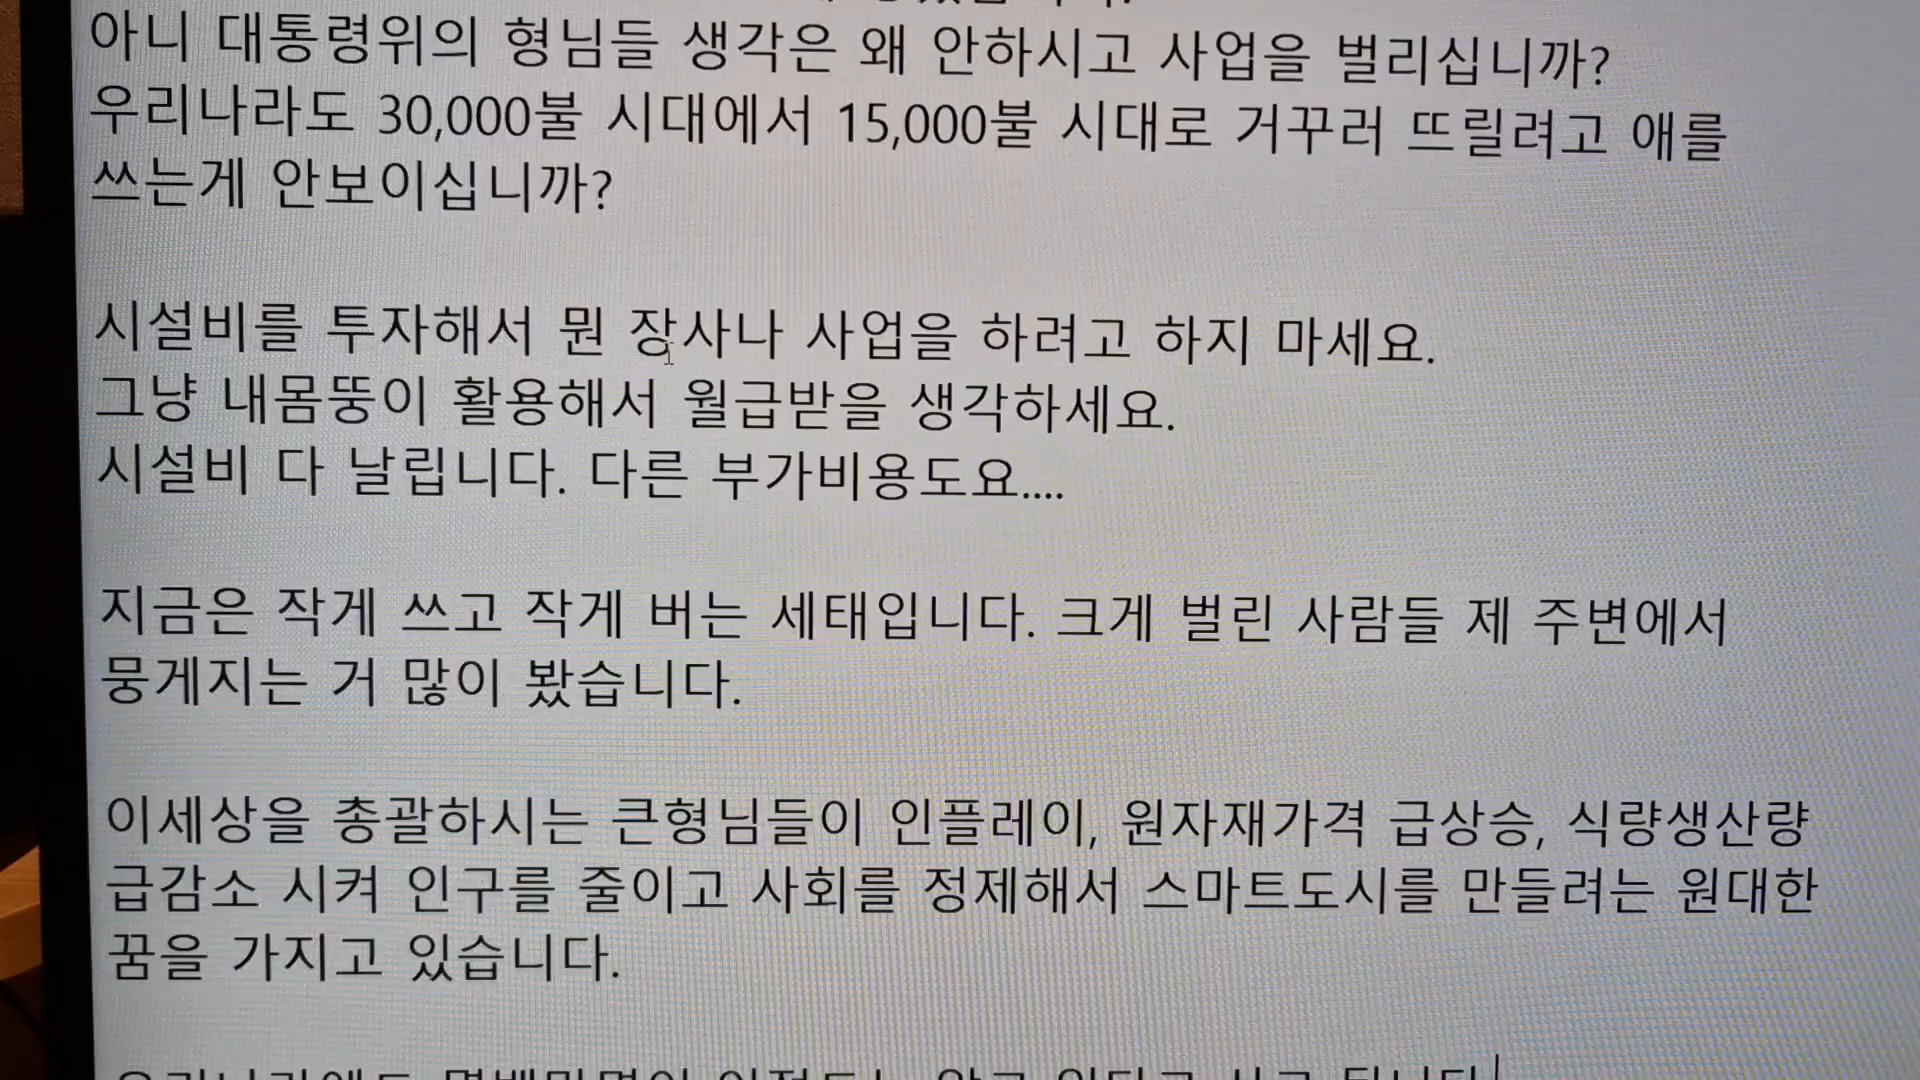 아니 대통령위의 형님들 생각은 왜 안하시고 사업을 벌리십니까?
우리나라도 30,000불 시대에서 15,000불 시대로 거꾸러 뜨릴려고 애를
쓰는게 안보이십니까?
시설비를 투자해서 뭔 장사나 사업을 하려고 하지 마세요.
그냥 내몸뚱이 활용해서 월급받을 생각하세요.
시설비 다 날립니다. 다른 부가비용도요....
지금은 작게 쓰고 작게 버는 세태입니다. 크게 벌린 사람들 제 주변에서
뭉게지는 거 많이 봤습니다.
이세상을 총괄하시는 큰형님들이 인플레이, 원자재가격 급상승, 식량생산량
급감소 시켜 인구를 줄이고 사회를 정제해서 스마트도시를 만들려는 원대한
꿈을 가지고 있습니다.